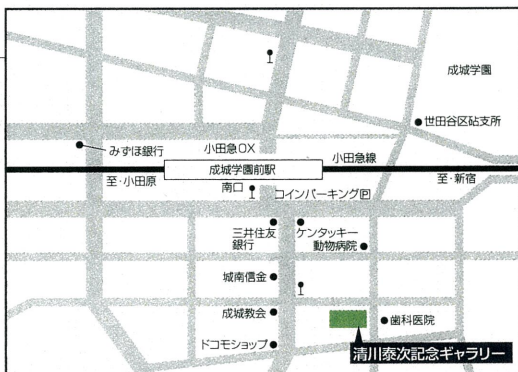 成城学園
世田谷区砧支所
みずほ銀行
小田急OX
成城学園前駅
小田急線
至・小田原
南口
至・新宿
コインパーキングP
三井住友
銀行
ケンタッキー
動物病院
城南信金
成城教会
歯科医院
ドコモショップ
清川泰次記念ギャラリー